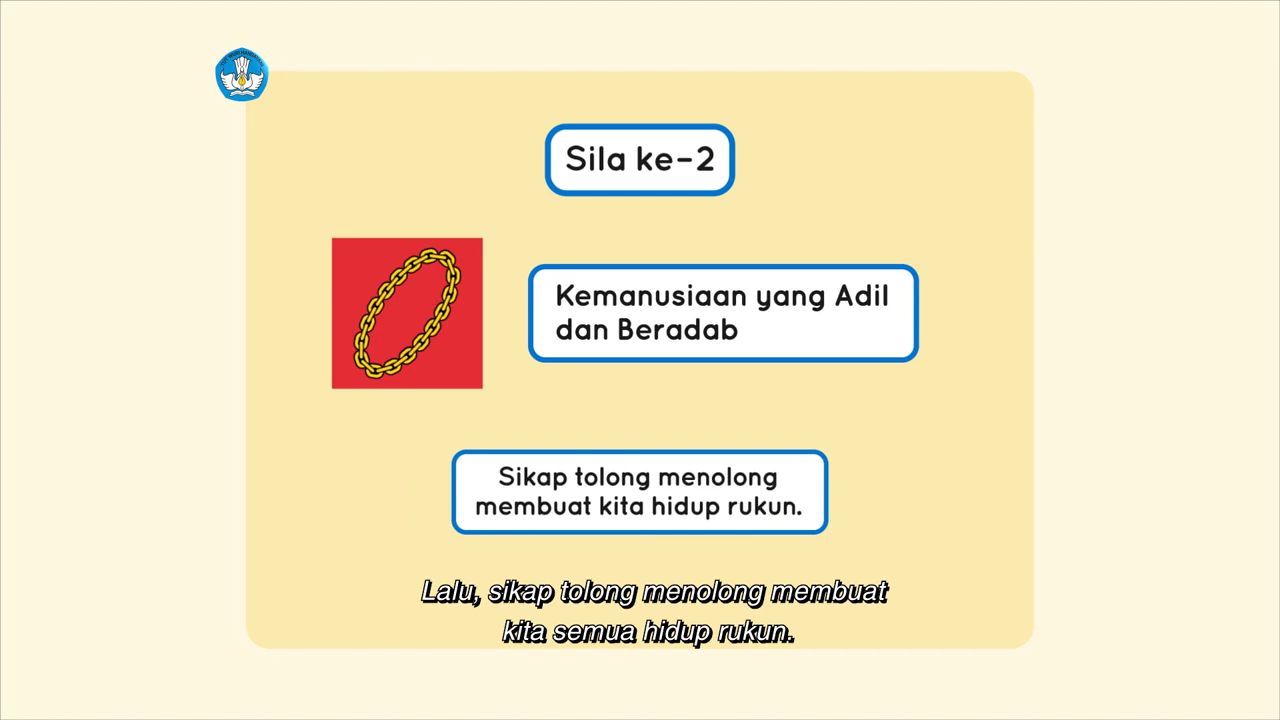 Sila ke-2
Kemanusiaan yang Adil
dan Beradab
Sikap tolong menolong
membuat kita hidup rukun.
Lalu, sikap tolong menolong membuat
kita semua hidup rukun.